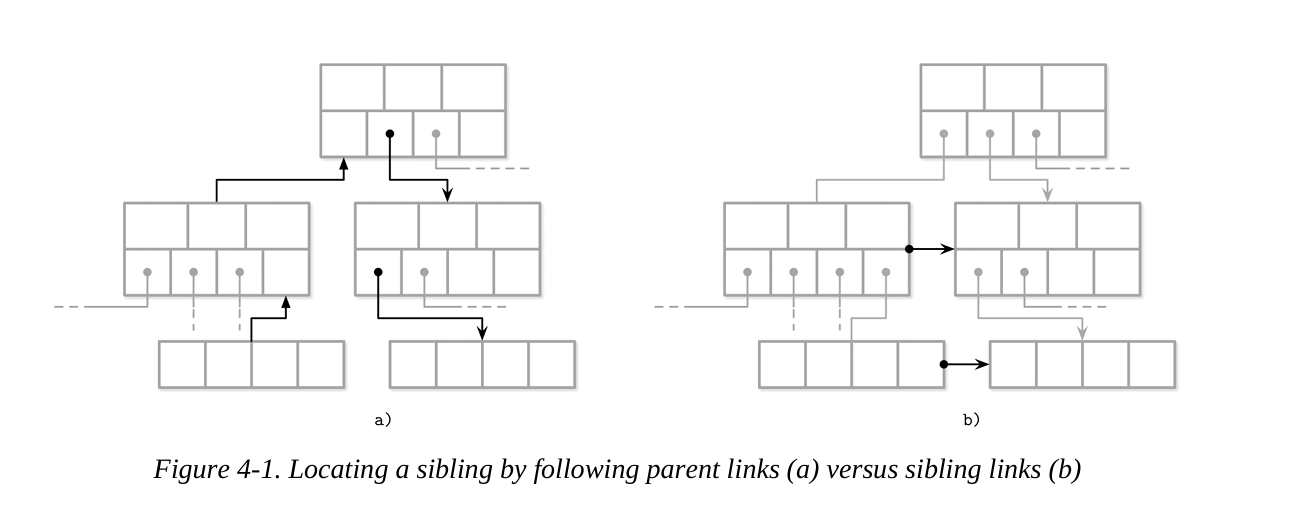 a)
b)
Figure 4-1. Locating a sibling by following parent links (a) versus sibling links (b)